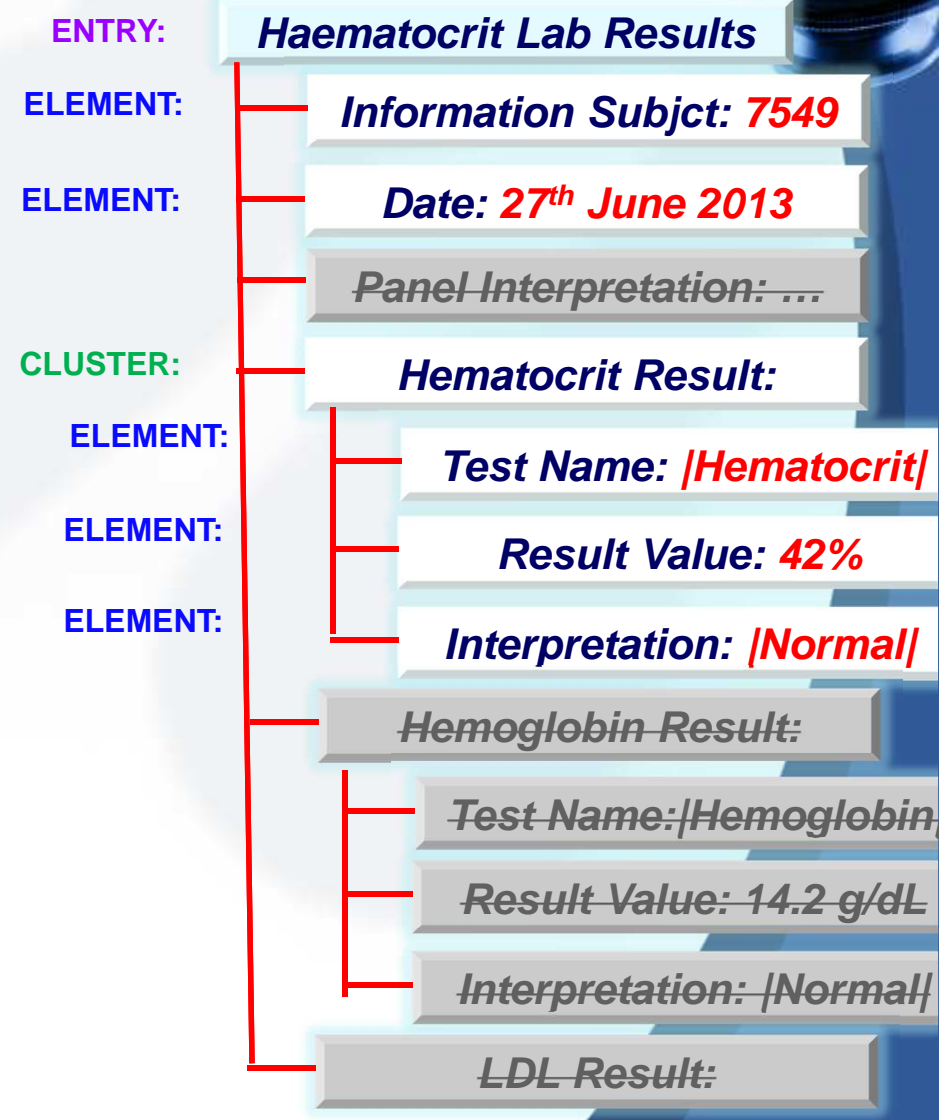 ENTRY: Haematocrit Lab Results
ELEMENT: Information Subjct: 7549
ELEMENT: Date: 27th June 2013
Panel Interpretation: ...
CLUSTER: Hematocrit Result:
ELEMENT: Test Name: |Hematocrit|
ELEMENT: Result Value: 42%
ELEMENT: Interpretation: |Normal|
Hemoglobin Result:
Test Name:|Hemoglobin|
Result Value: 14.2 g/dL
Interpretation: |Normal|
LDL Result: